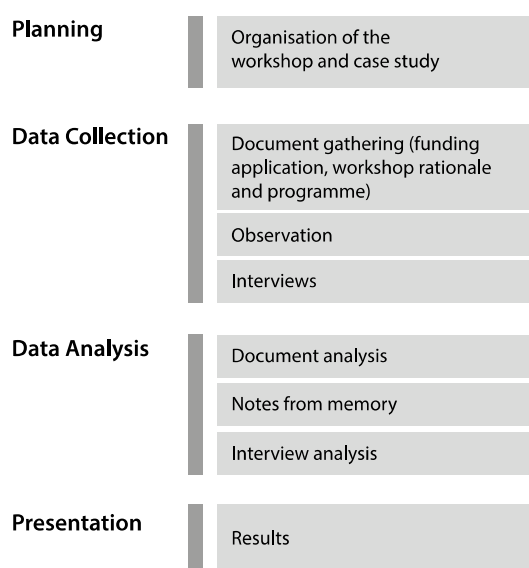 Planning
Organisation of the
workshop and case study
Data Collection
Document gathering (funding
application, workshop rationale
and programme)
Observation
Interviews
Data Analysis
Document analysis
Notes from memory
Interview analysis
Presentation
Results